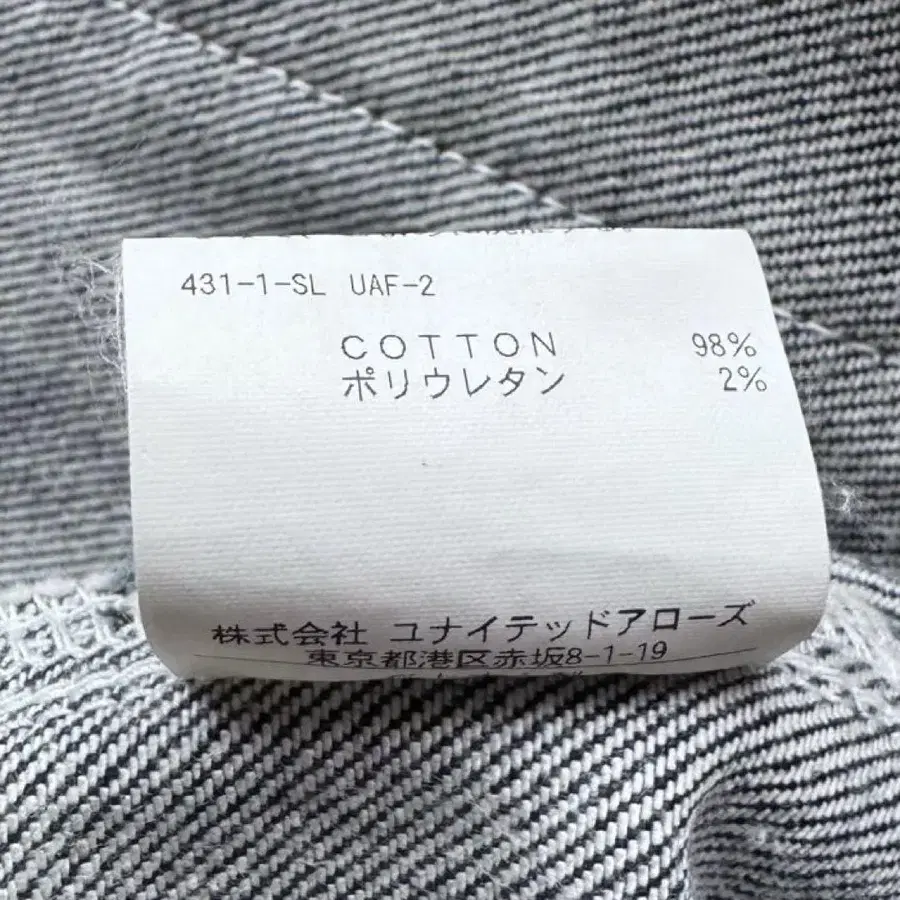 431-1-SL UAF-2
COTTON 98%
ポリウレタン 2%
株式会社 ユナイテッドアローズ
東京都港区赤坂8-1-19